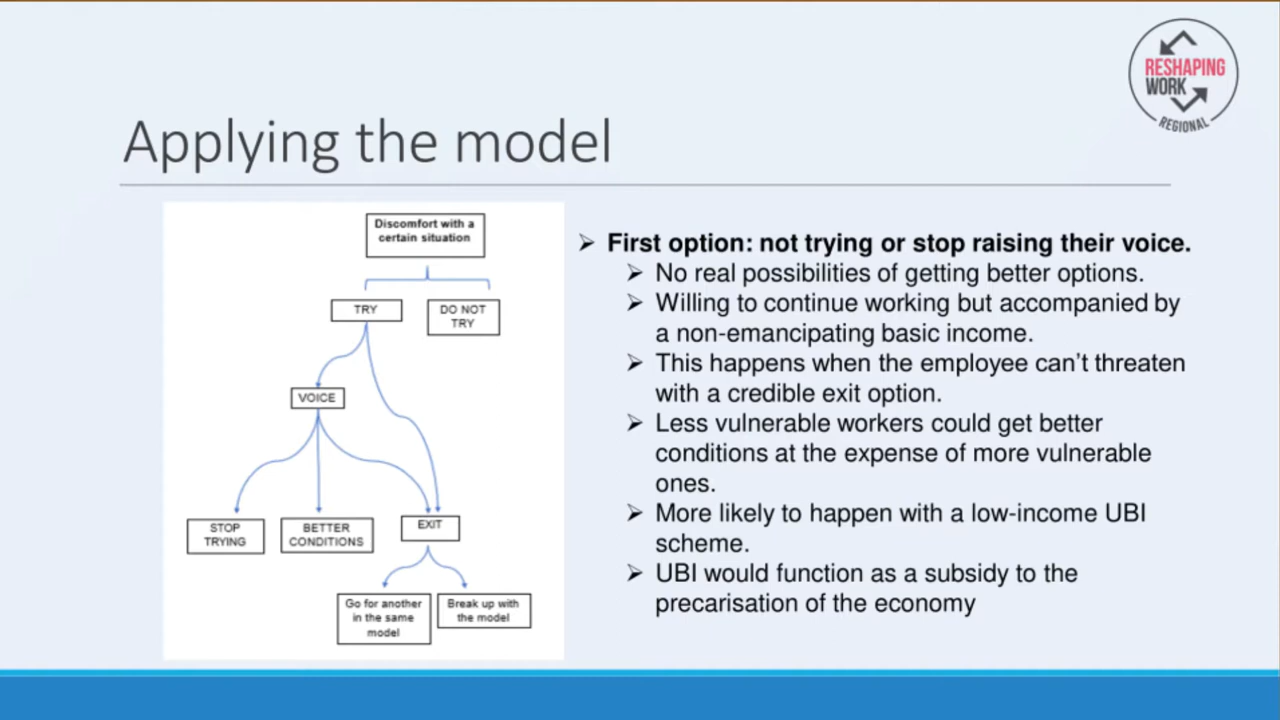 RESHAPING
WORK
REGIONAL
Applying the model
Discomfort with a
certain situation
TRY
DO NOT
TRY
VOICE
STOP
TRYING
BETTER
CONDITIONS
EXIT
Go for another
in the same
model
Break up with
the model
➢ First option: not trying or stop raising their voice.
➢ No real possibilities of getting better options.
➢ Willing to continue working but accompanied by
a non-emancipating basic income.
➢ This happens when the employee can't threaten
with a credible exit option.
➢ Less vulnerable workers could get better
conditions at the expense of more vulnerable
ones.
➢ More likely to happen with a low-income UBI
scheme.
➢ UBI would function as a subsidy to the
precarisation of the economy